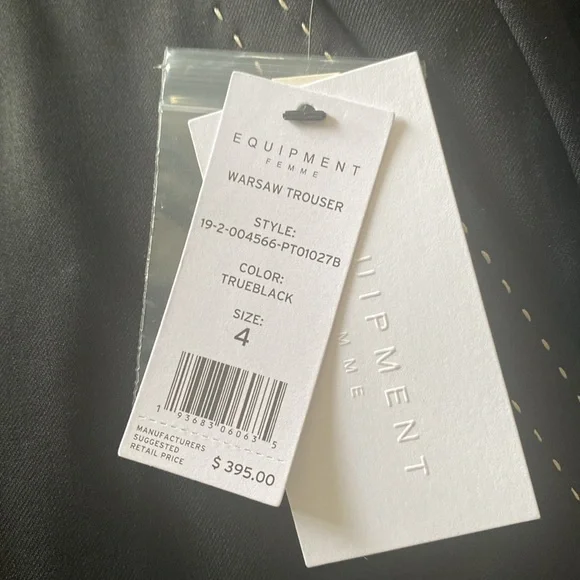 EQUIPMENT
FEMME
WARSAW TROUSER
STYLE:
19-2-004566-PT01027B
COLOR:
TRUEBLACK
SIZE:
4
1 93683 06063 5
MANUFACTURERS
SUGGESTED
RETAIL PRICE
$ 395.00
UIPMENT
MME